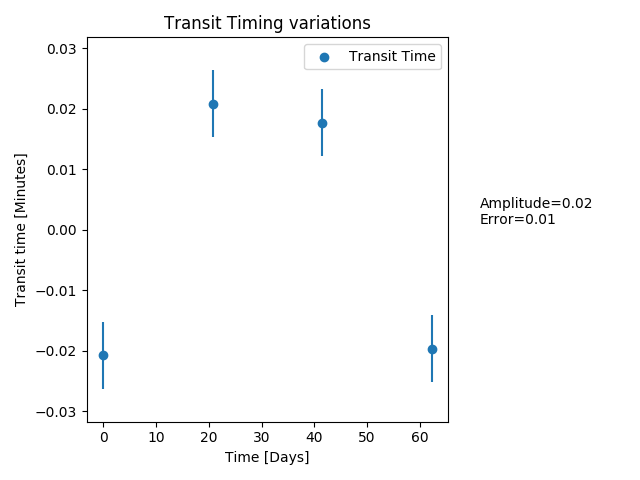 Transit Timing variations
Transit Time
0.03
0.02
0.01
0.00
−0.01
−0.02
−0.03
Transit time [Minutes]
Amplitude=0.02
Error=0.01
0 10 20 30 40 50 60
Time [Days]